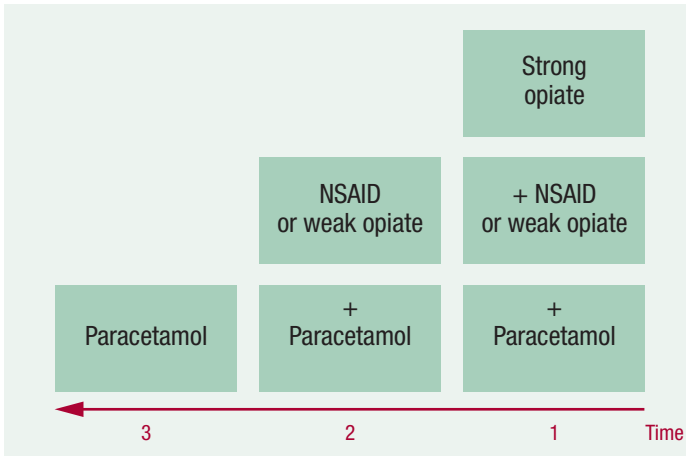 Strong
opiate
NSAID
or weak opiate
+ NSAID
or weak opiate
Paracetamol
+
Paracetamol
+
Paracetamol
3
2
1
Time